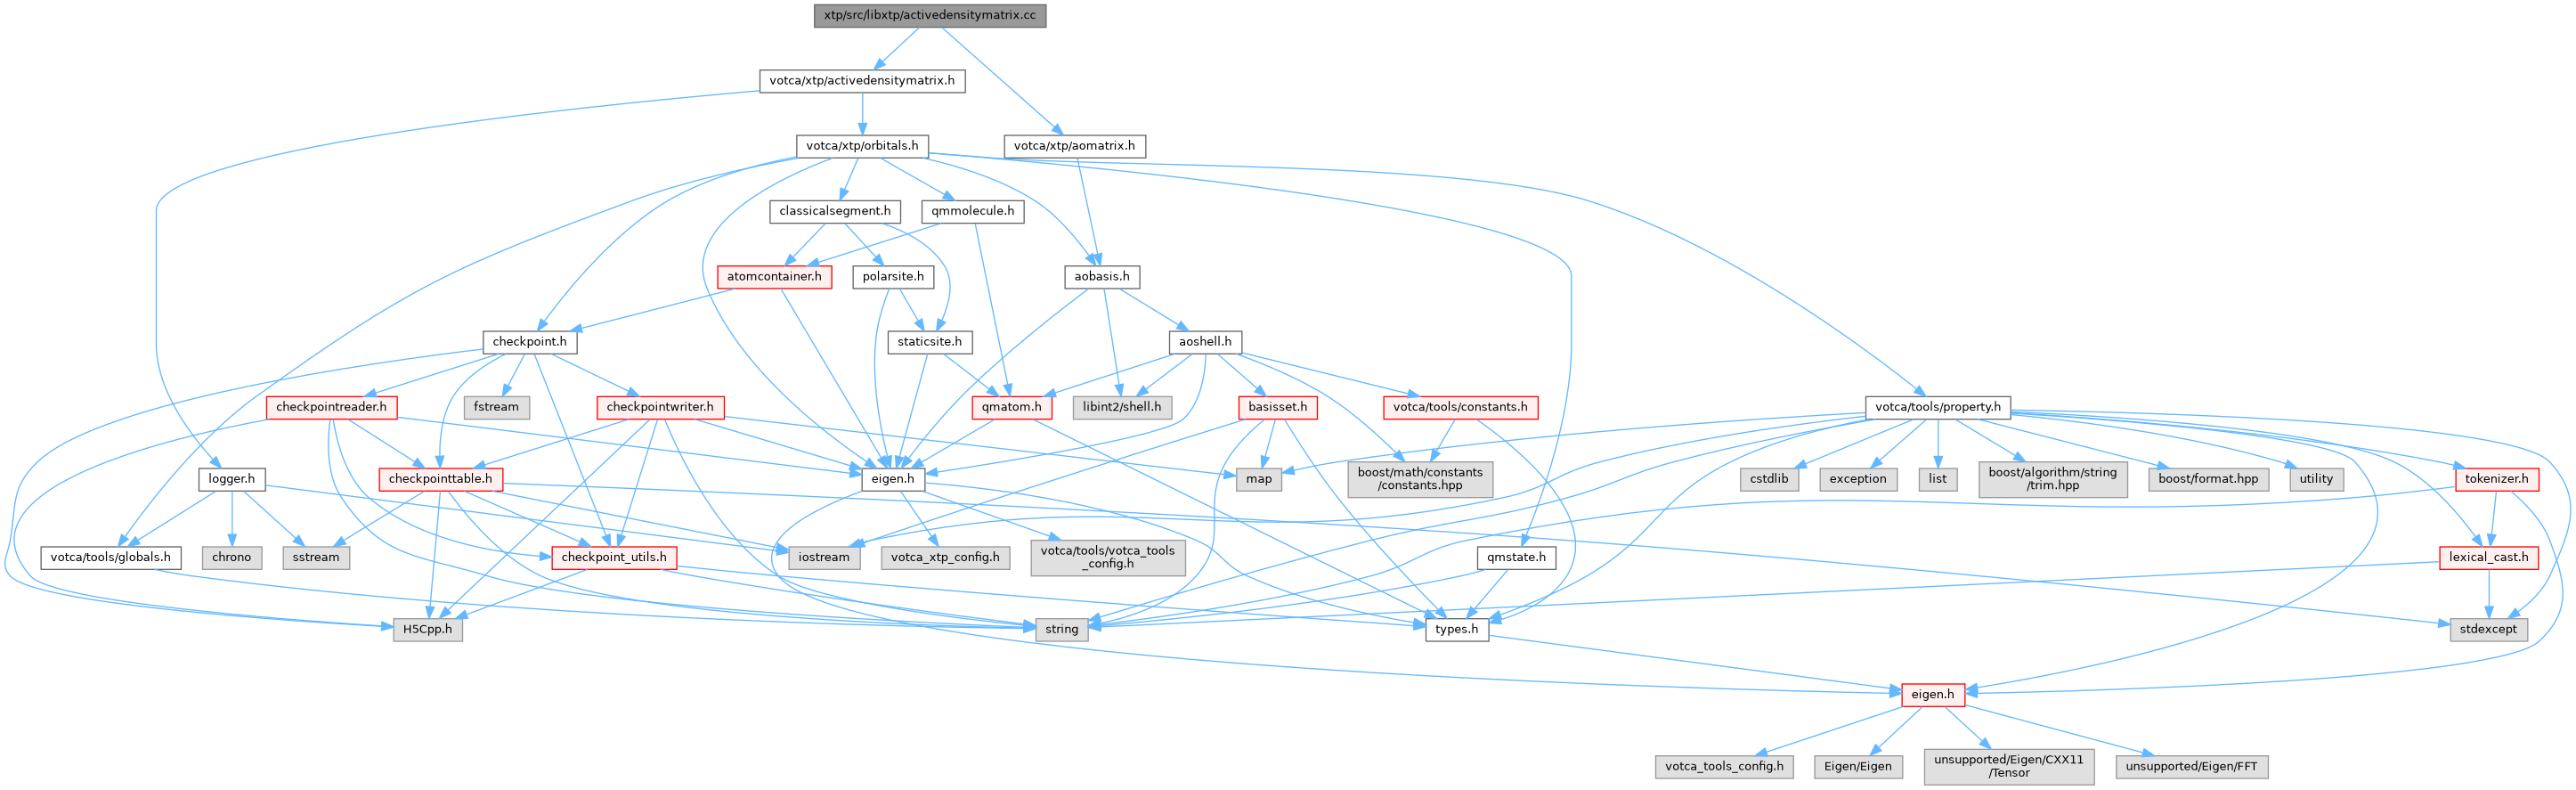 xtp/src/libxtp/activedensitymatrix.cc
votca/xtp/activedensitymatrix.h
votca/xtp/orbitals.h
votca/xtp/aomatrix.h
classicalsegment.h
qmmolecule.h
atomcontainer.h
polarsite.h
aobasis.h
checkpoint.h
staticsite.h
aoshell.h
checkpointreader.h
fstream
checkpointwriter.h
qmatom.h
libint2/shell.h
basisset.h
votca/tools/constants.h
votca/tools/property.h
logger.h
checkpointtable.h
eigen.h
map
boost/math/constants
/constants.hpp
cstdlib
exception
list
boost/algorithm/string
/trim.hpp
boost/format.hpp
utility
tokenizer.h
votca/tools/globals.h
chrono
sstream
checkpoint_utils.h
iostream
votca_xtp_config.h
votca/tools/votca_tools
_config.h
qmstate.h
lexical_cast.h
H5Cpp.h
string
types.h
stdexcept
eigen.h
votca_tools_config.h
Eigen/Eigen
unsupported/Eigen/CXX11
/Tensor
unsupported/Eigen/FFT